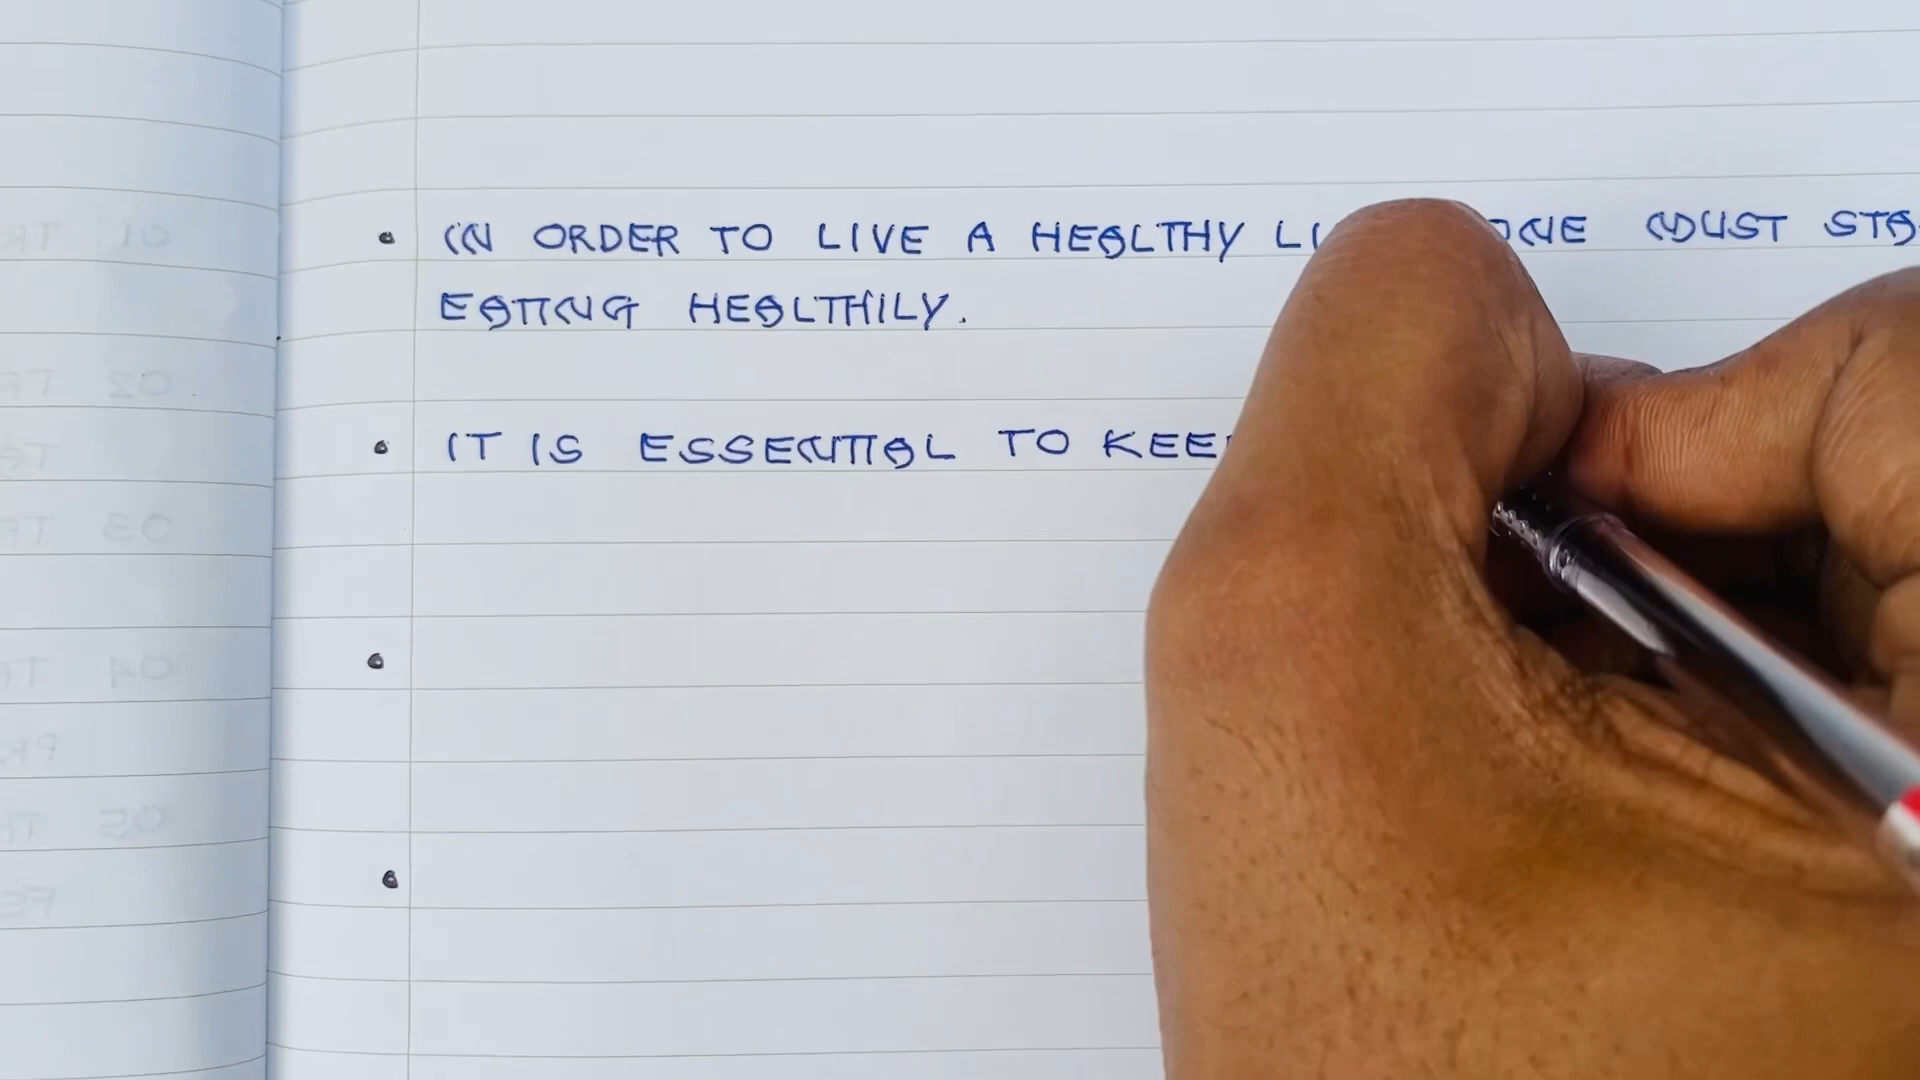 IN ORDER TO LIVE A HEALTHY ONE MUST
EATING HEALTHILY.
IT IS ESSENTIAL TO